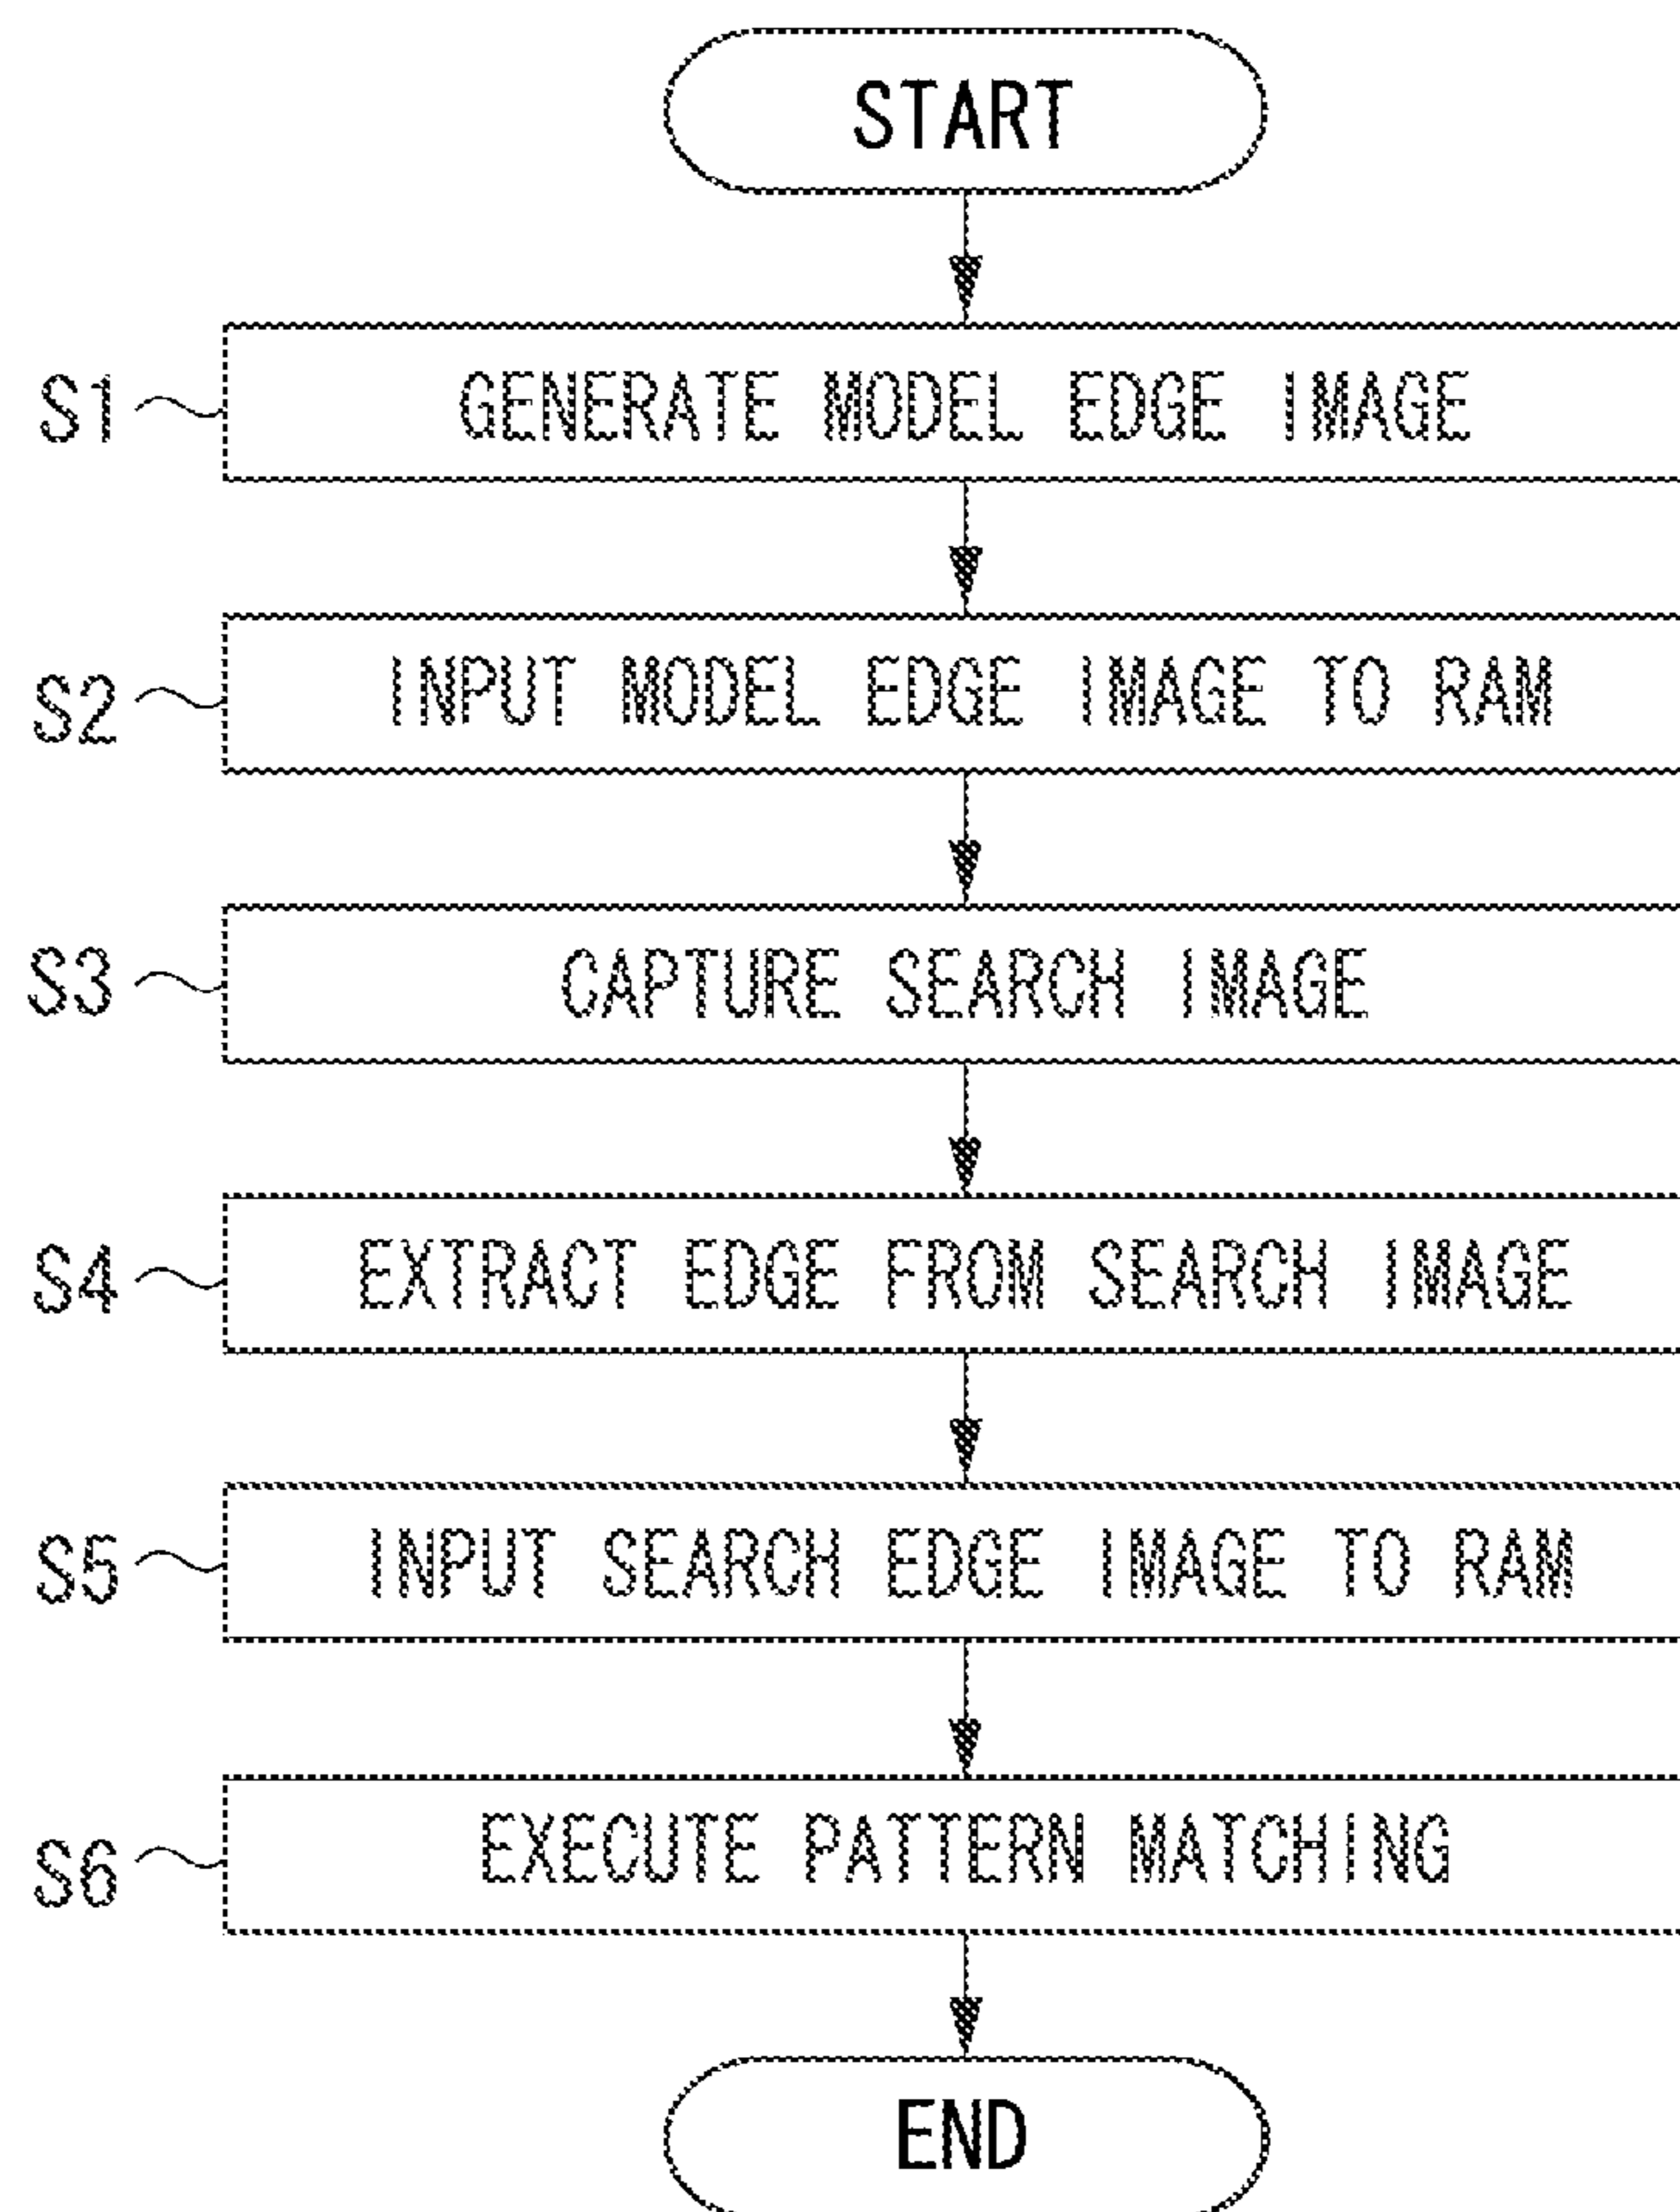 START
S1 GENERATE MODEL EDGE IMAGE
S2 INPUT MODEL EDGE IMAGE TO RAM
S3 CAPTURE SEARCH IMAGE
S4 EXTRACT EDGE FROM SEARCH IMAGE
S5 INPUT SEARCH EDGE IMAGE TO RAM
S6 EXECUTE PATTERN MATCHING
END